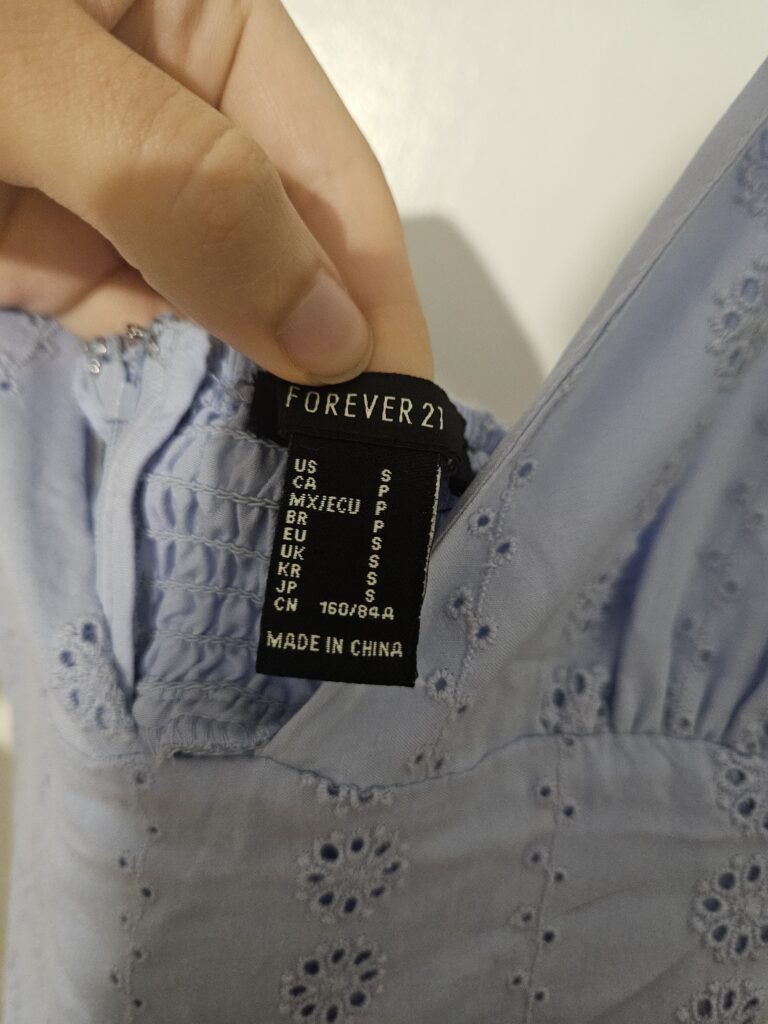 FOREVER 21
US S
CA P
MX/ECU P
BR P
EU S
UK S
KR S
JP S
CN 160/84A
MADE IN CHINA